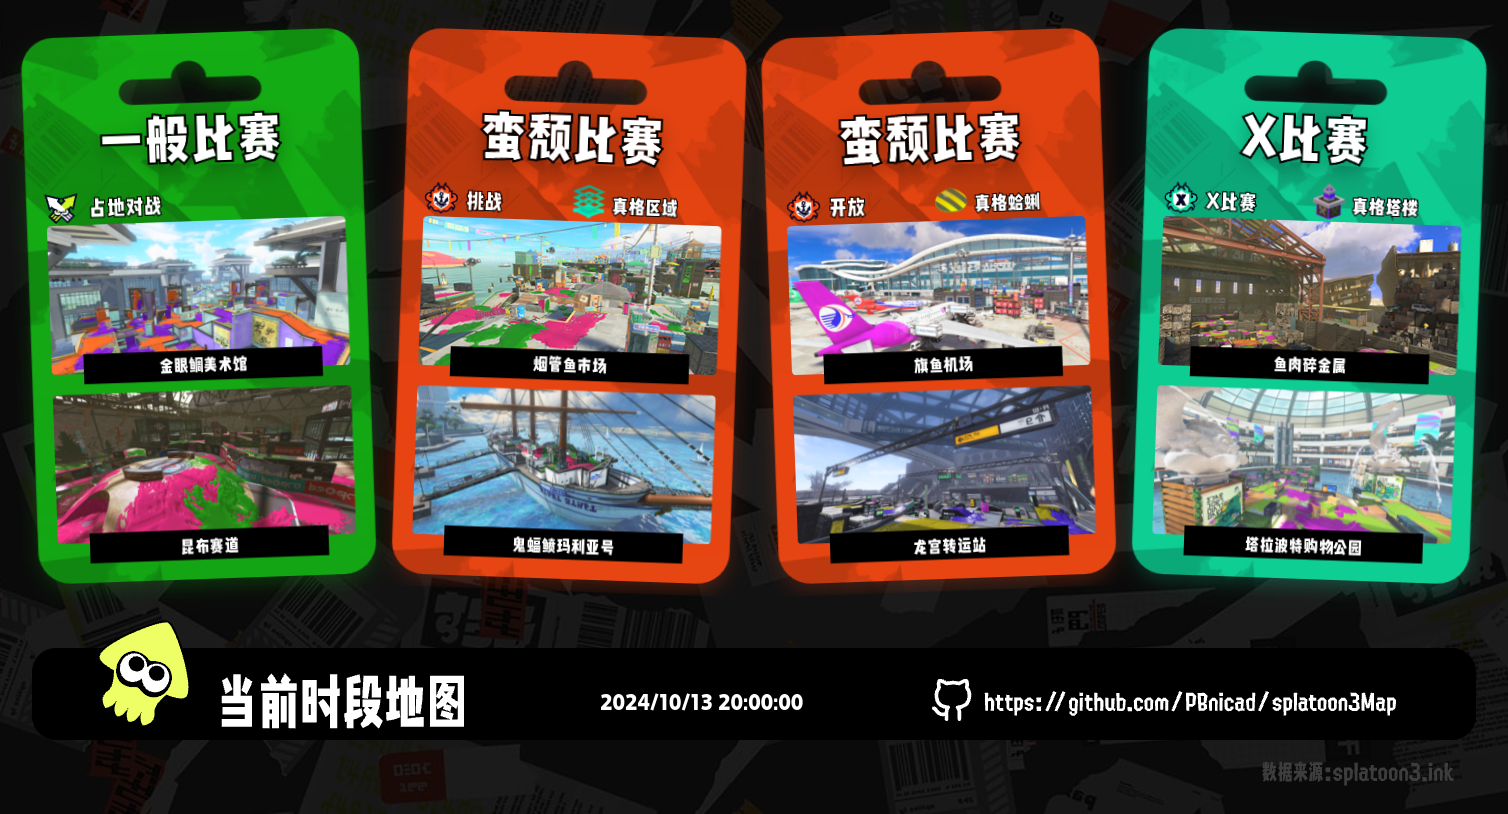 一般比赛
占地对战
金眼鲷美术馆
昆布赛道
蛮颓比赛
挑战
真格区域
烟管鱼市场
鬼蝠鲼玛利亚号
蛮颓比赛
开放
真格蛤蜊
旗鱼机场
龙宫转运站
X比赛
X比赛
真格塔楼
鱼肉碎金属
塔拉波特购物公园
当前时段地图
2024/10/13 20:00:00
https://github.com/PBnicad/splatoon3Map
数据来源:splatoon3.ink